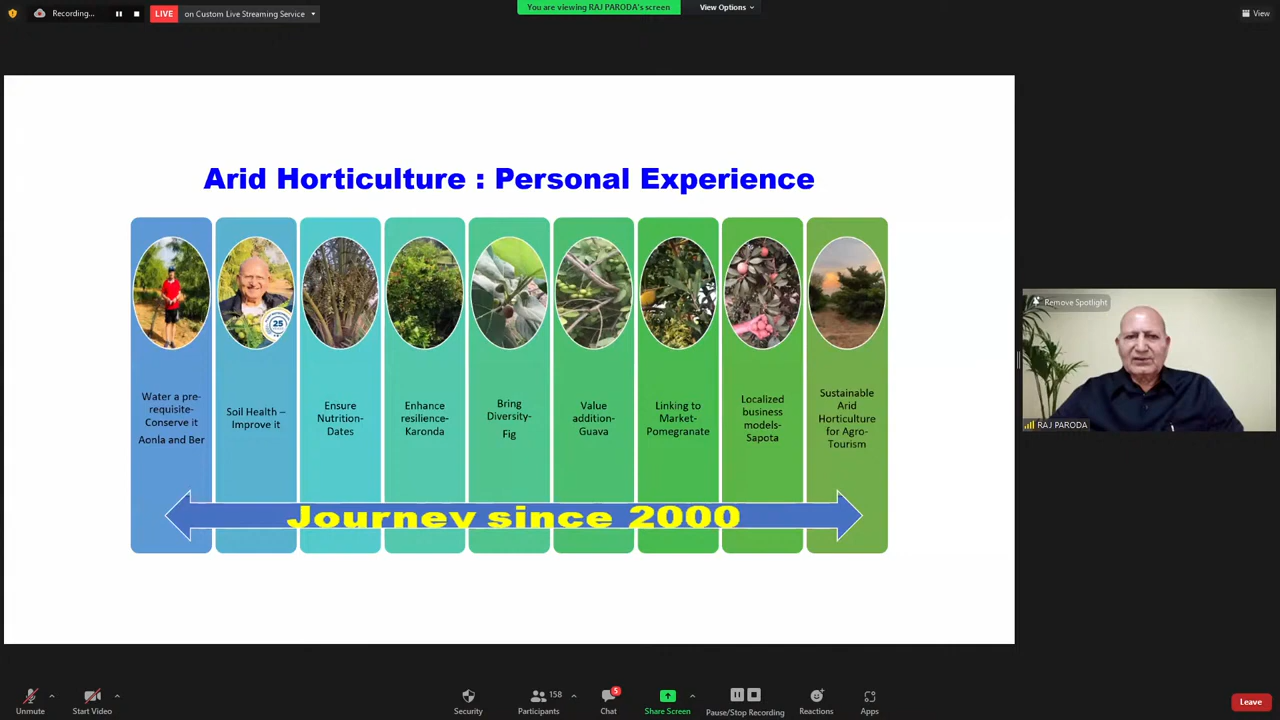 Recording...
LIVE on Custom Live Streaming Service
You are viewing RAJ PARODA's screen
View Options
View
Arid Horticulture : Personal Experience
25
Water a pre-
requisite-
Conserve it
Aonla and Ber
Soil Health –
Improve it
Ensure
Nutrition-
Dates
Enhance
resilience-
Karonda
Bring
Diversity-
Fig
Value
addition-
Guava
Linking to
Market-
Pomegranate
Localized
business
models-
Sapota
Sustainable
Arid
Horticulture
for Agro-
Tourism
Journey since 2000
Remove Spotlight
RAJ PARODA
Unmute
Start Video
Security
158
Participants
5
Chat
Share Screen
Pause/Stop Recording
Reactions
Apps
Leave